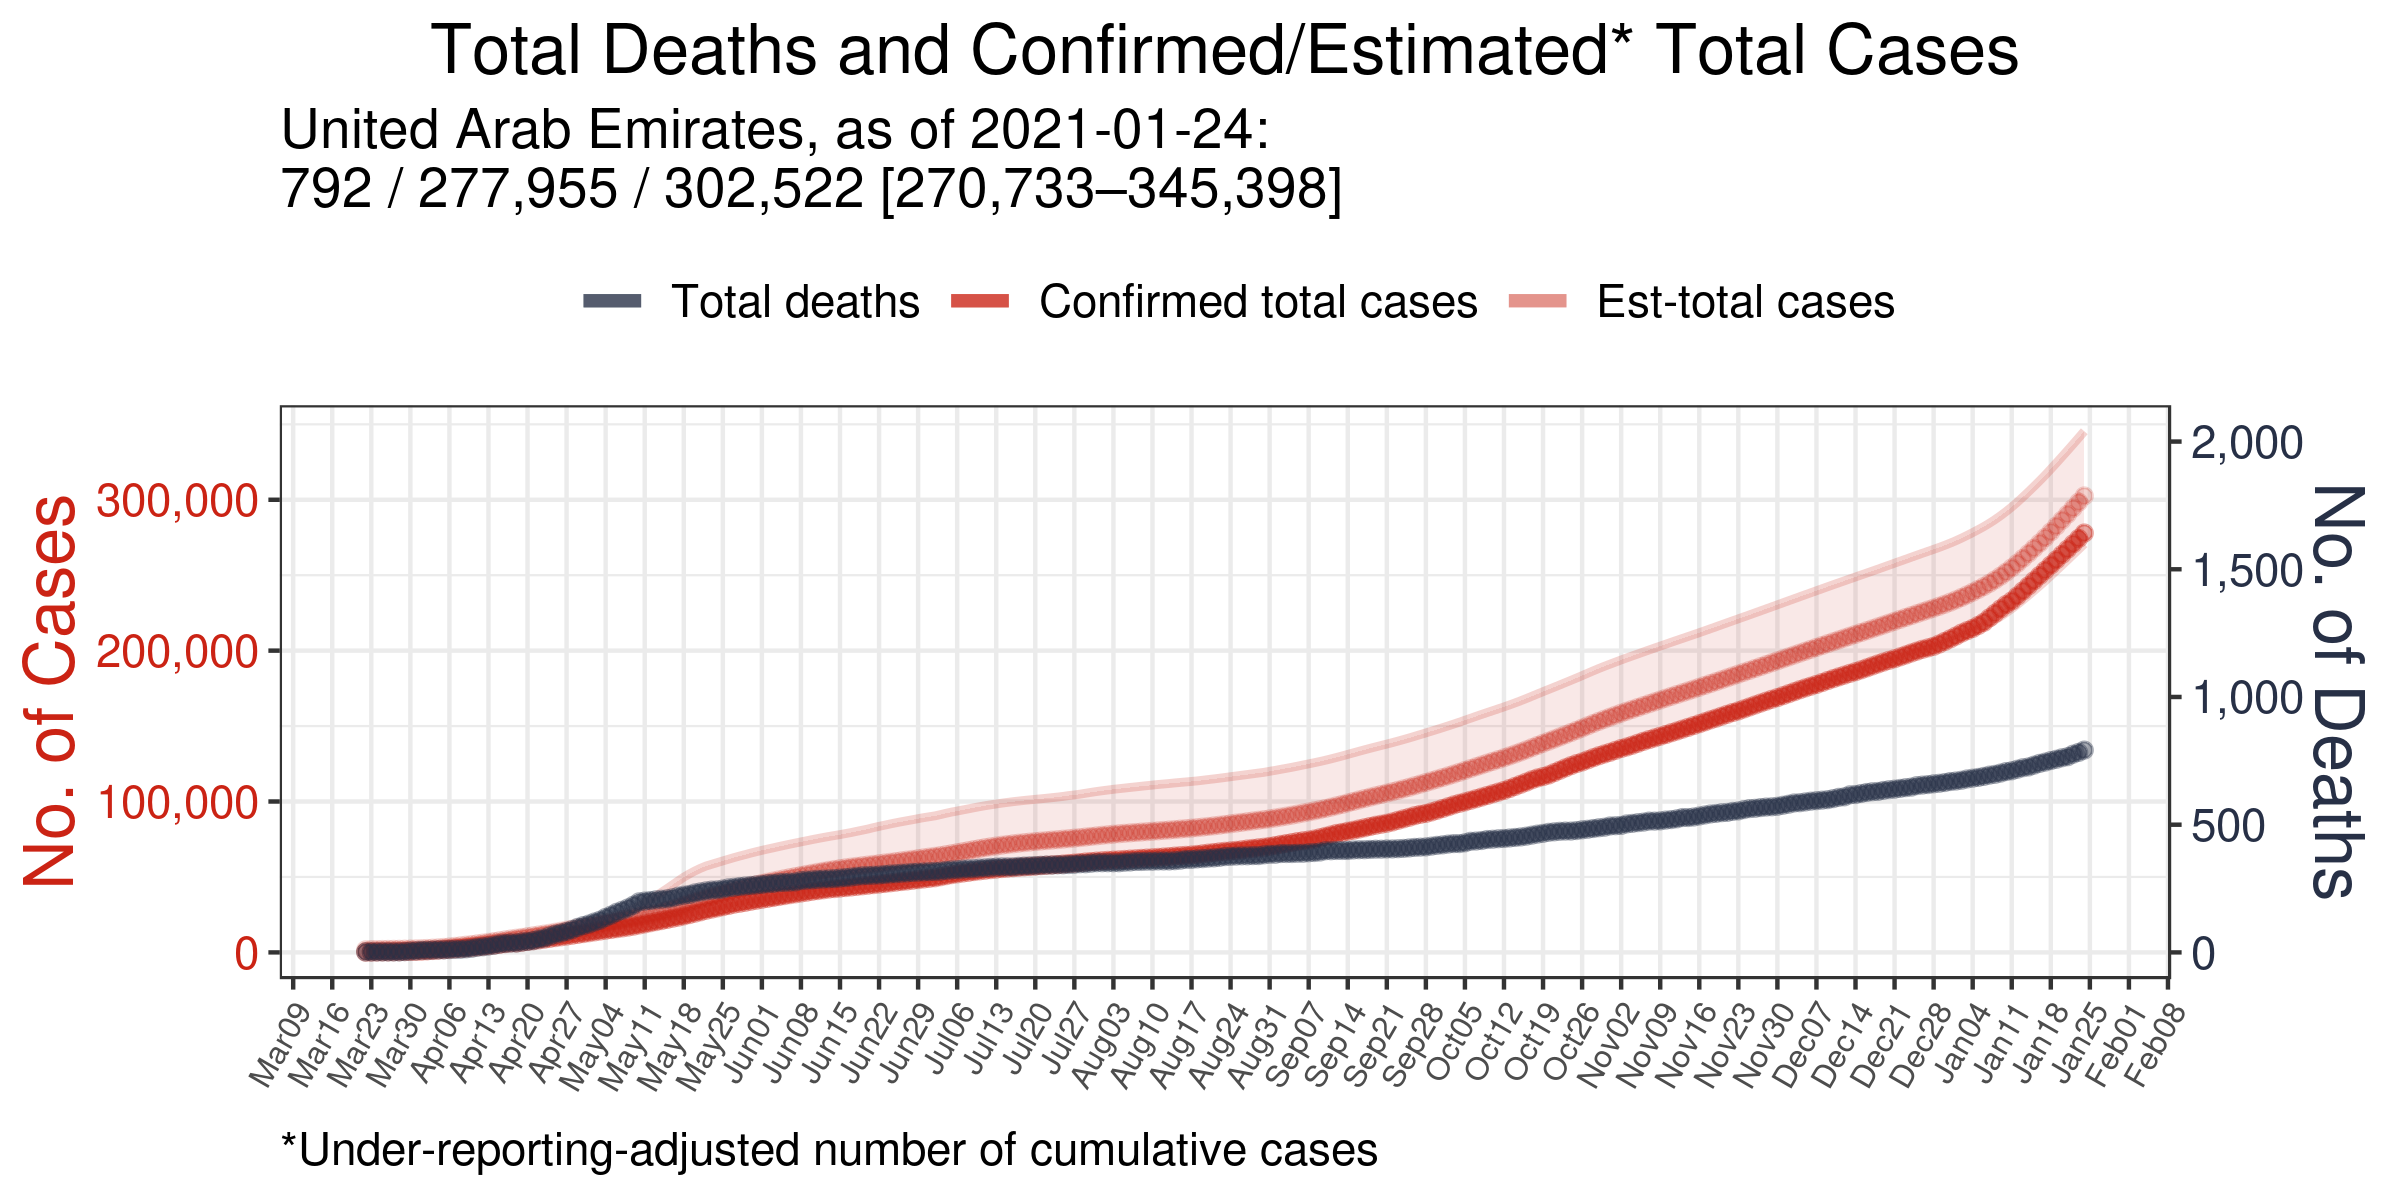 Total Deaths and Confirmed/Estimated* Total Cases
United Arab Emirates, as of 2021-01-24:
792 / 277,955 / 302,522 [270,733–345,398]
Total deaths
Confirmed total cases
Est-total cases
No. of Cases
300,000
200,000
100,000
0
2,000
1,500
1,000
500
0
No. of Deaths
Mar09
Mar16
Mar23
Mar30
Apr06
Apr13
Apr20
Apr27
May04
May11
May18
May25
Jun01
Jun08
Jun15
Jun22
Jun29
Jul06
Jul13
Jul20
Jul27
Aug03
Aug10
Aug17
Aug24
Aug31
Sep07
Sep14
Sep21
Sep28
Oct05
Oct12
Oct19
Oct26
Nov02
Nov09
Nov16
Nov23
Nov30
Dec07
Dec14
Dec21
Dec28
Jan04
Jan11
Jan18
Jan25
Feb01
Feb08
*Under-reporting-adjusted number of cumulative cases